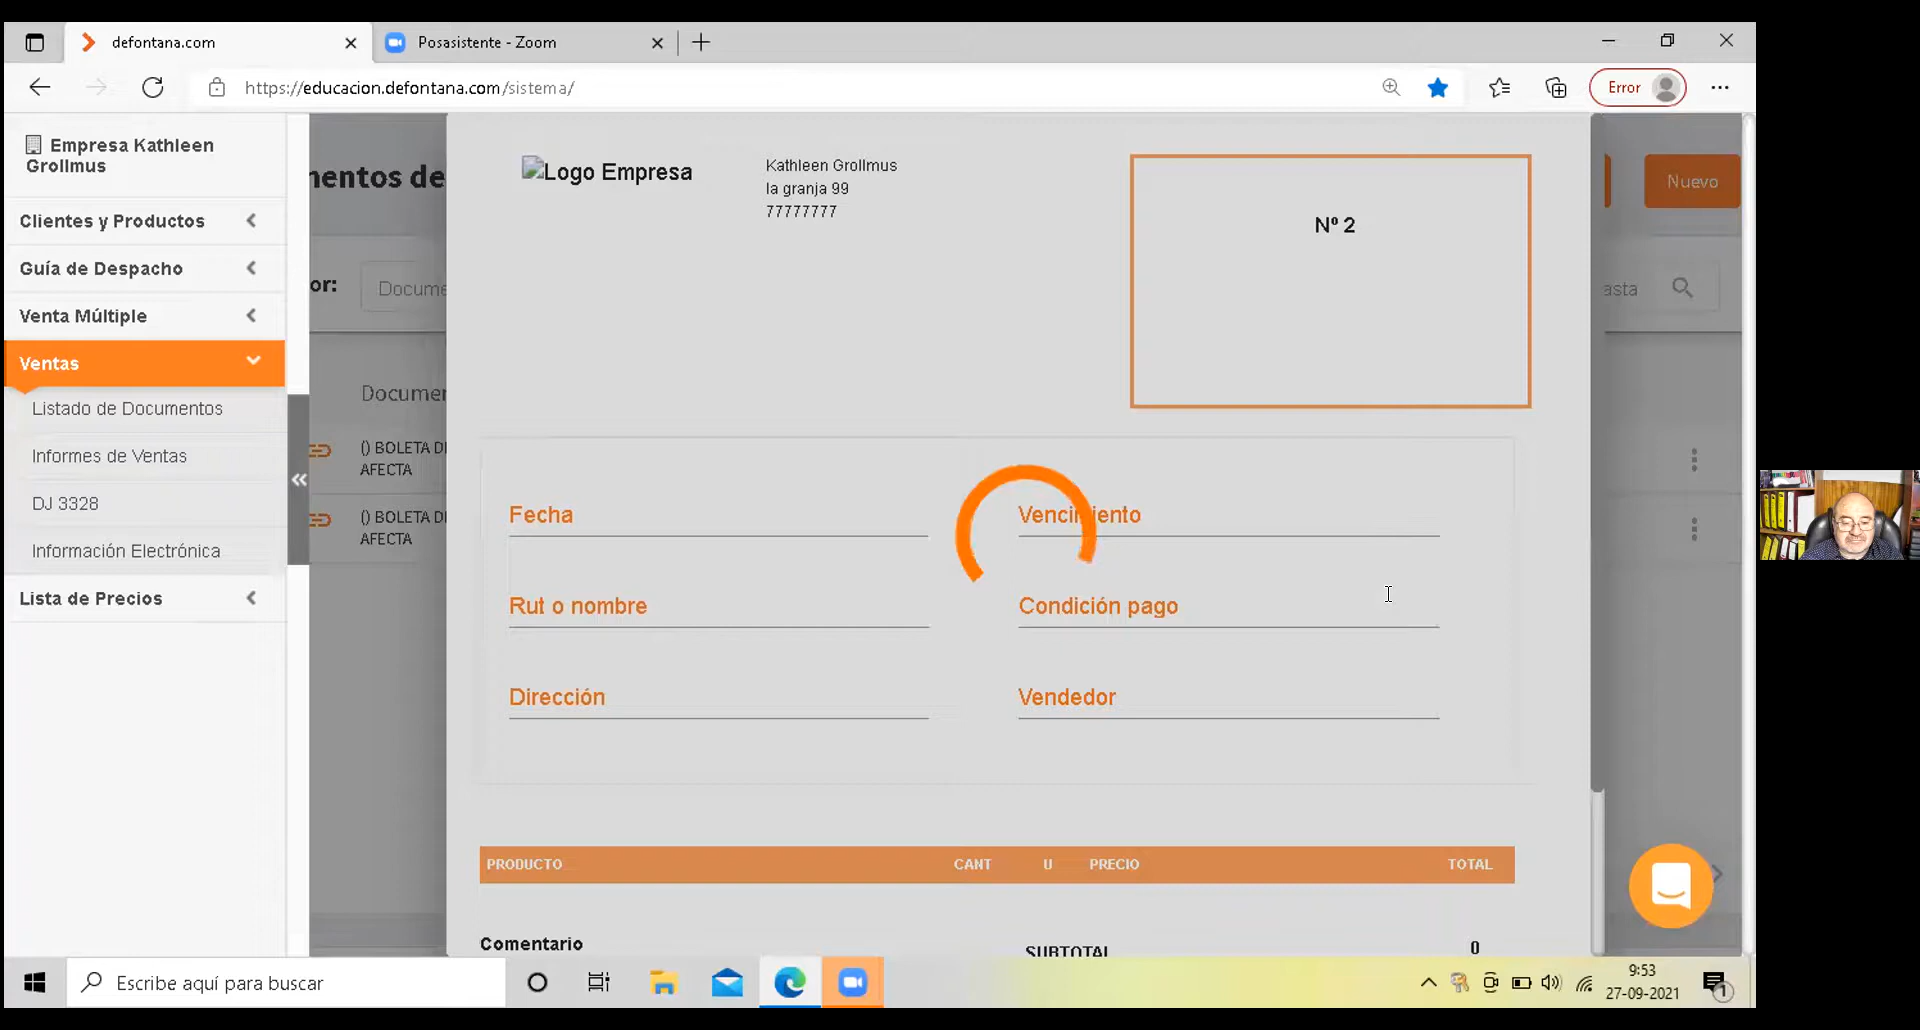 defontana.com
Posasistente - Zoom
https://educacion.defontana.com/sistema/
Error
Empresa Kathleen
Grollmus
Clientes y Productos
Guía de Despacho
Venta Múltiple
Ventas
Listado de Documentos
Informes de Ventas
DJ 3328
Información Electrónica
Lista de Precios
nentos de
Nuevo
or:
Docume
asta
Documen
() BOLETA DE
AFECTA
() BOLETA DE
AFECTA
Logo Empresa
Kathleen Grollmus
la granja 99
77777777
Nº 2
Fecha
Vencimiento
Rut o nombre
Condición pago
Dirección
Vendedor
PRODUCTO CANT U PRECIO TOTAL
Comentario
SUBTOTAL 0
Escribe aquí para buscar
9:53
27-09-2021
1